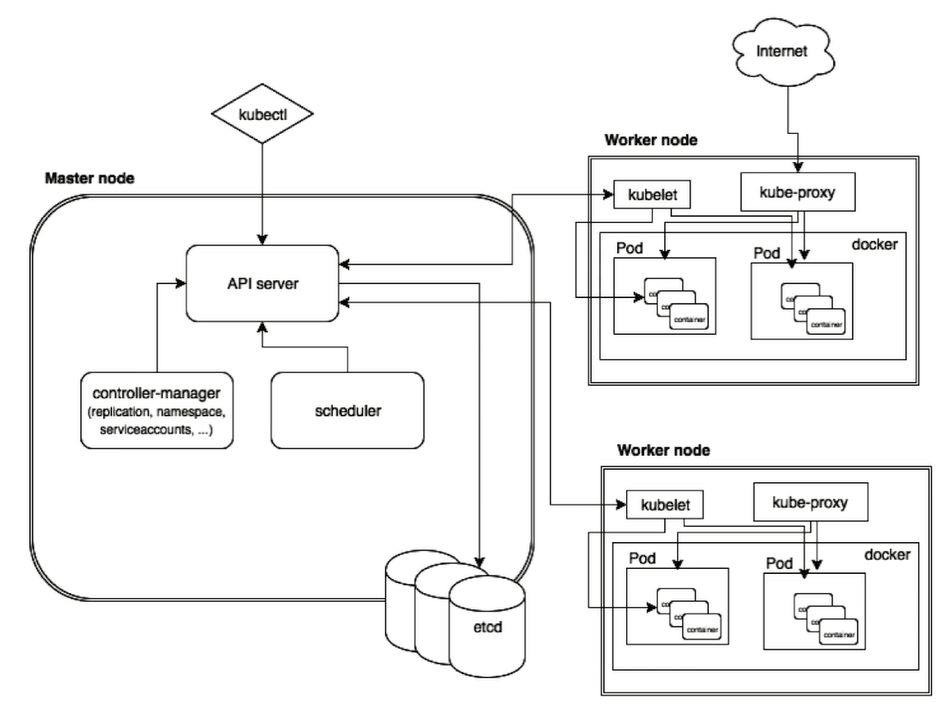 Internet
kubectl
Worker node
Master node
kubelet
kube-proxy
docker
Pod
Pod
API server
container
container
controller-manager
(replication, namespace,
serviceaccounts, ...)
scheduler
Worker node
kubelet
kube-proxy
docker
Pod
Pod
container
container
etcd